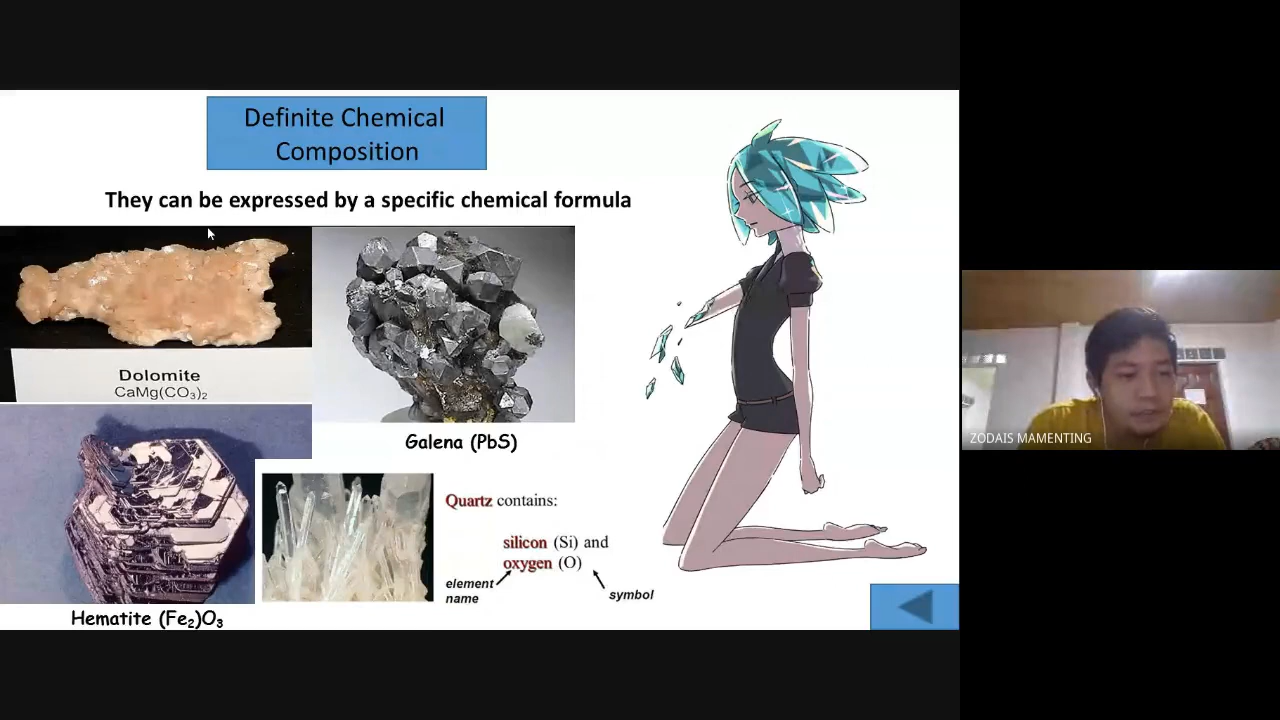 Definite Chemical
Composition
They can be expressed by a specific chemical formula
Dolomite
CaMg(CO₃)₂
Galena (PbS)
Quartz contains:
silicon (Si) and
oxygen (O)
element
name
symbol
Hematite (Fe₂)O₃
ZODAIS MAMENTING